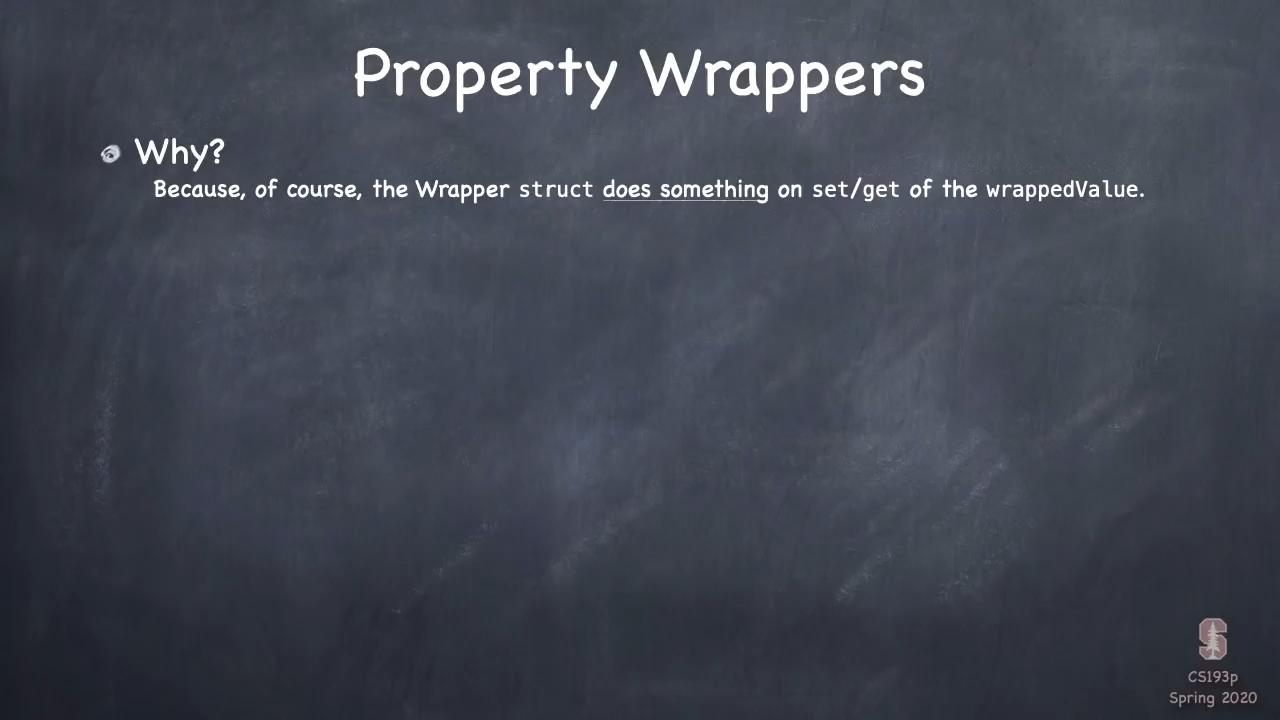 Property Wrappers
Why?
Because, of course, the Wrapper struct does something on set/get of the wrappedValue.
CS193p
Spring 2020